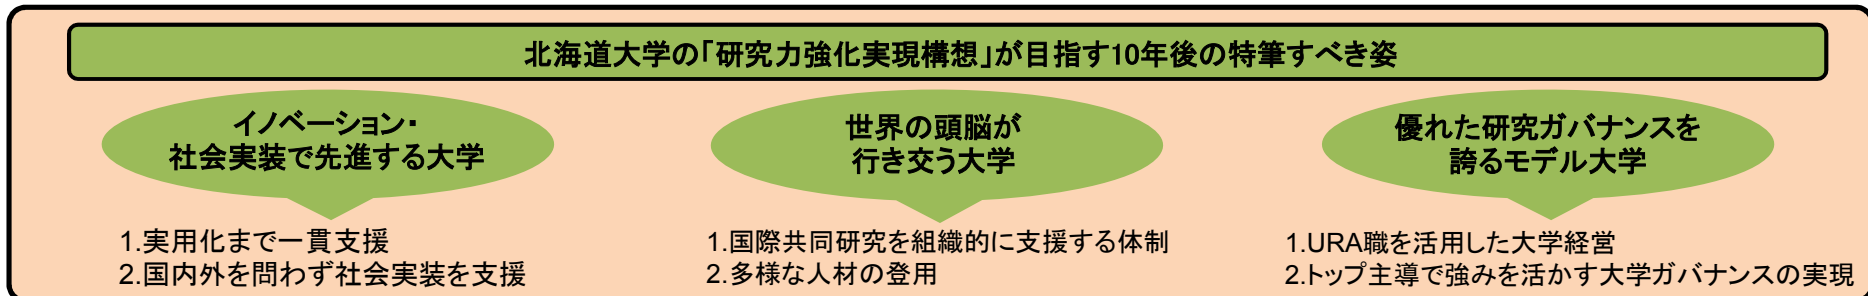 北海道大学の「研究力強化実現構想」が目指す10年後の特筆すべき姿
イノベーション・
社会実装で先進する大学
1.実用化まで一貫支援
2.国内外を問わず社会実装を支援
世界の頭脳が
行き交う大学
1.国際共同研究を組織的に支援する体制
2.多様な人材の登用
優れた研究ガバナンスを
誇るモデル大学
1.URA職を活用した大学経営
2.トップ主導で強みを活かす大学ガバナンスの実現